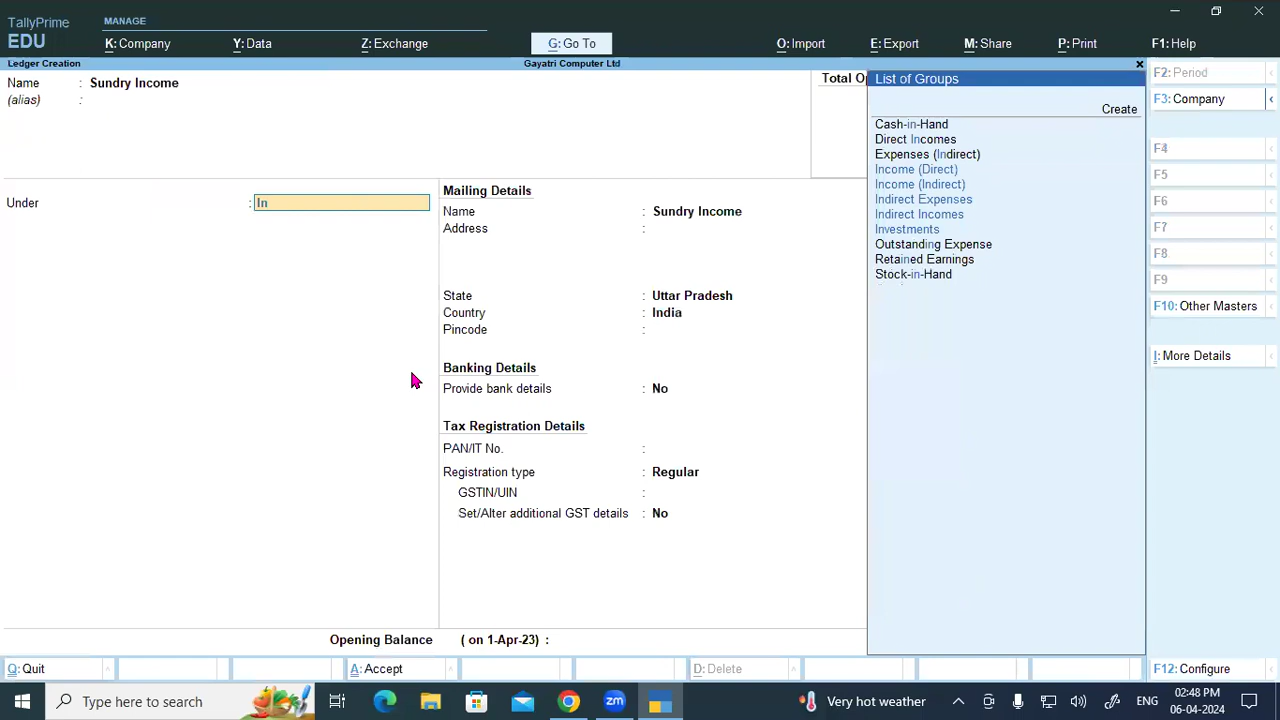 TallyPrime
EDU
MANAGE
K: Company
Y: Data
Z: Exchange
G: Go To
O: Import
E: Export
M: Share
P: Print
F1: Help
Ledger Creation
Gayatri Computer Ltd
Name : Sundry Income
(alias) :
Total
Under : In
Mailing Details
Name : Sundry Income
Address :
State : Uttar Pradesh
Country : India
Pincode :
Banking Details
Provide bank details : No
Tax Registration Details
PAN/IT No. :
Registration type : Regular
GSTIN/UIN :
Set/Alter additional GST details : No
Opening Balance ( on 1-Apr-23) :
List of Groups
Create
Cash-in-Hand
Direct Incomes
Expenses (Indirect)
Income (Direct)
Income (Indirect)
Indirect Expenses
Indirect Incomes
Investments
Outstanding Expense
Retained Earnings
Stock-in-Hand
F2: Period
F3: Company
F4
F5
F6
F7
F8
F9
F10: Other Masters
I: More Details
Q: Quit
A: Accept
D: Delete
F12: Configure
Type here to search
Very hot weather
ENG
02:48 PM
06-04-2024